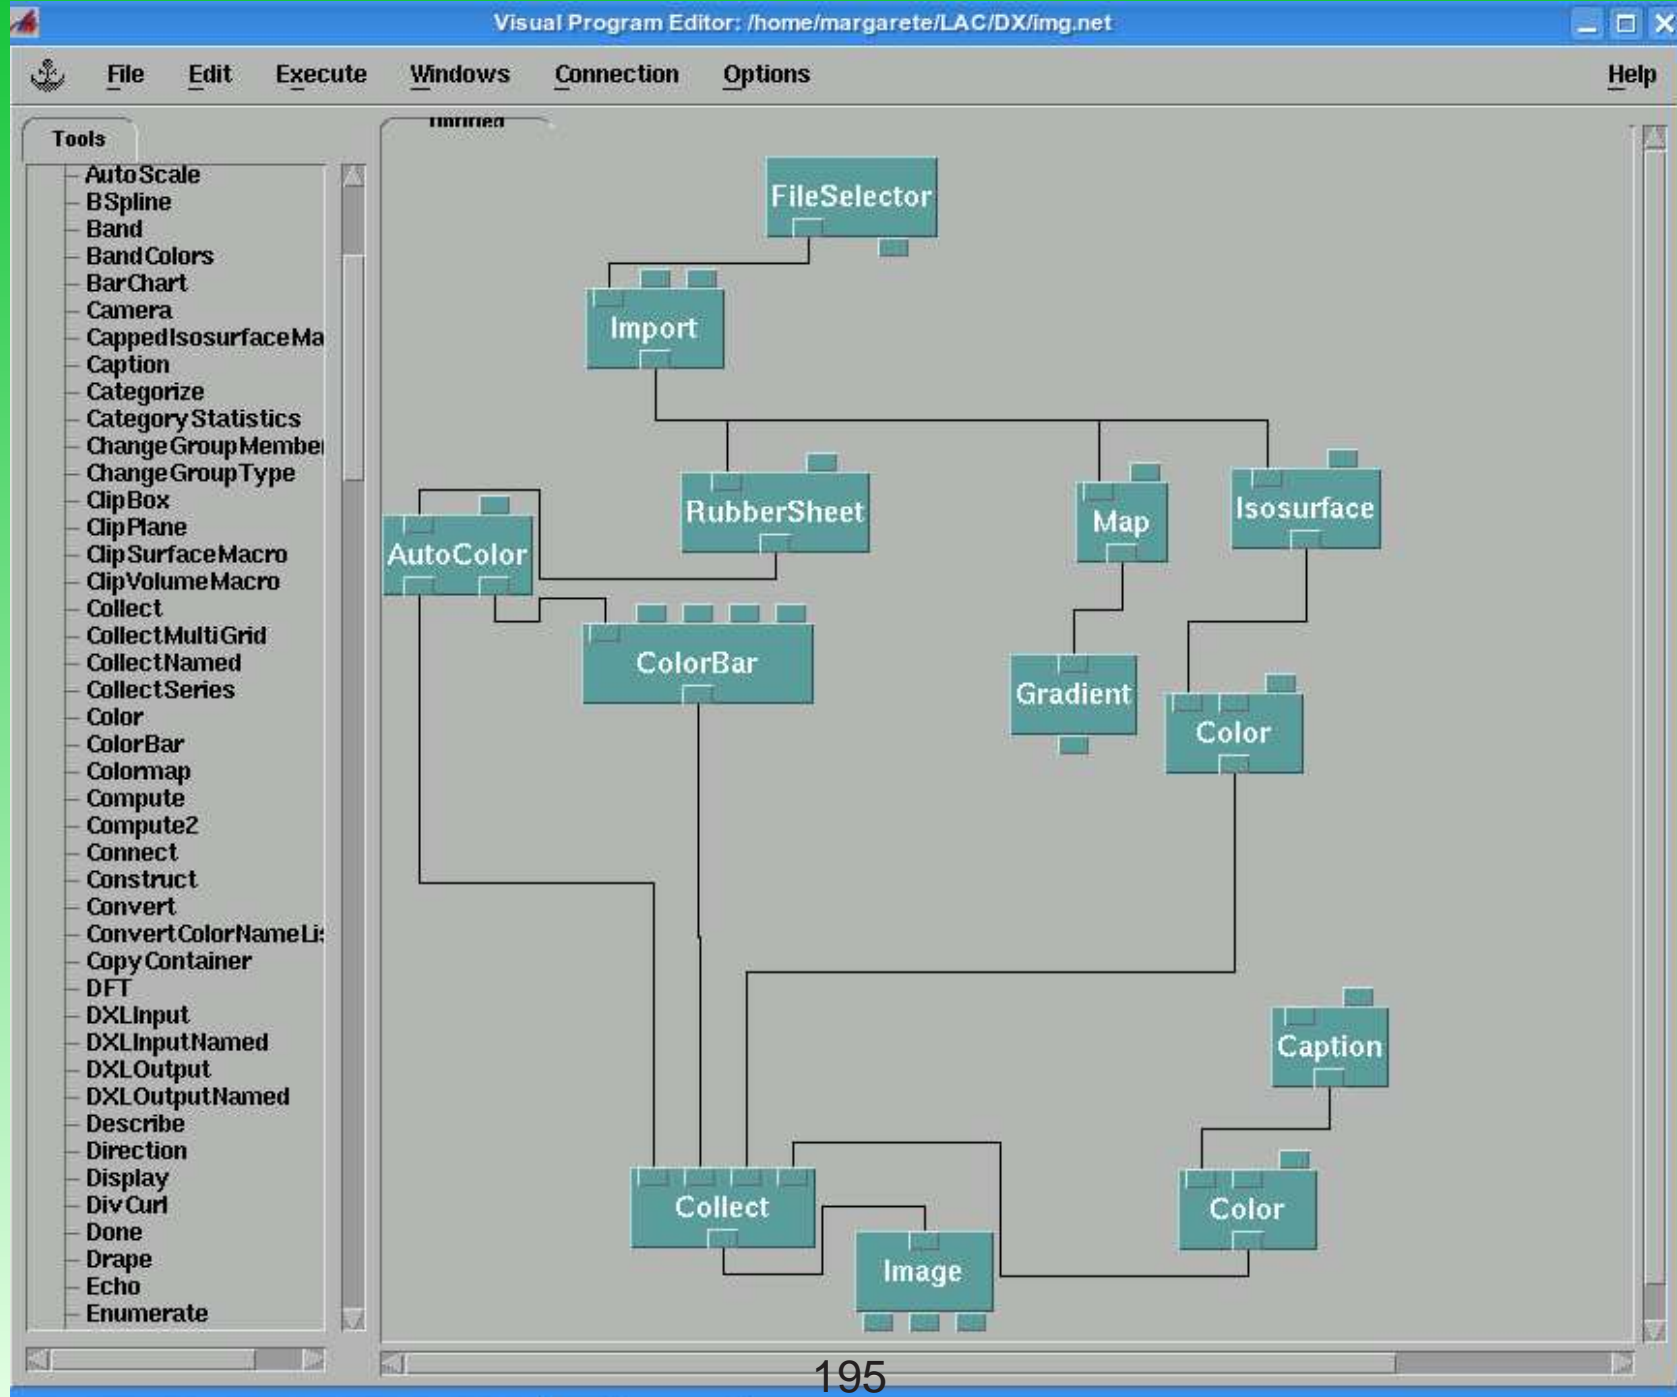 Visual Program Editor: /home/margarete/LAC/DX/img.net
File Edit Execute Windows Connection Options Help
Tools
Untitled
AutoScale
BSpline
Band
BandColors
BarChart
Camera
CappedIsosurfaceMa
Caption
Categorize
CategoryStatistics
ChangeGroupMember
ChangeGroupType
ClipBox
ClipPlane
ClipSurfaceMacro
ClipVolumeMacro
Collect
CollectMultiGrid
CollectNamed
CollectSeries
Color
ColorBar
Colormap
Compute
Compute2
Connect
Construct
Convert
ConvertColorNameLis
CopyContainer
DFT
DXLInput
DXLInputNamed
DXLOutput
DXLOutputNamed
Describe
Direction
Display
DivCurl
Done
Drape
Echo
Enumerate
FileSelector
Import
RubberSheet
Map
Isosurface
AutoColor
ColorBar
Gradient
Color
Caption
Collect
Color
Image
195